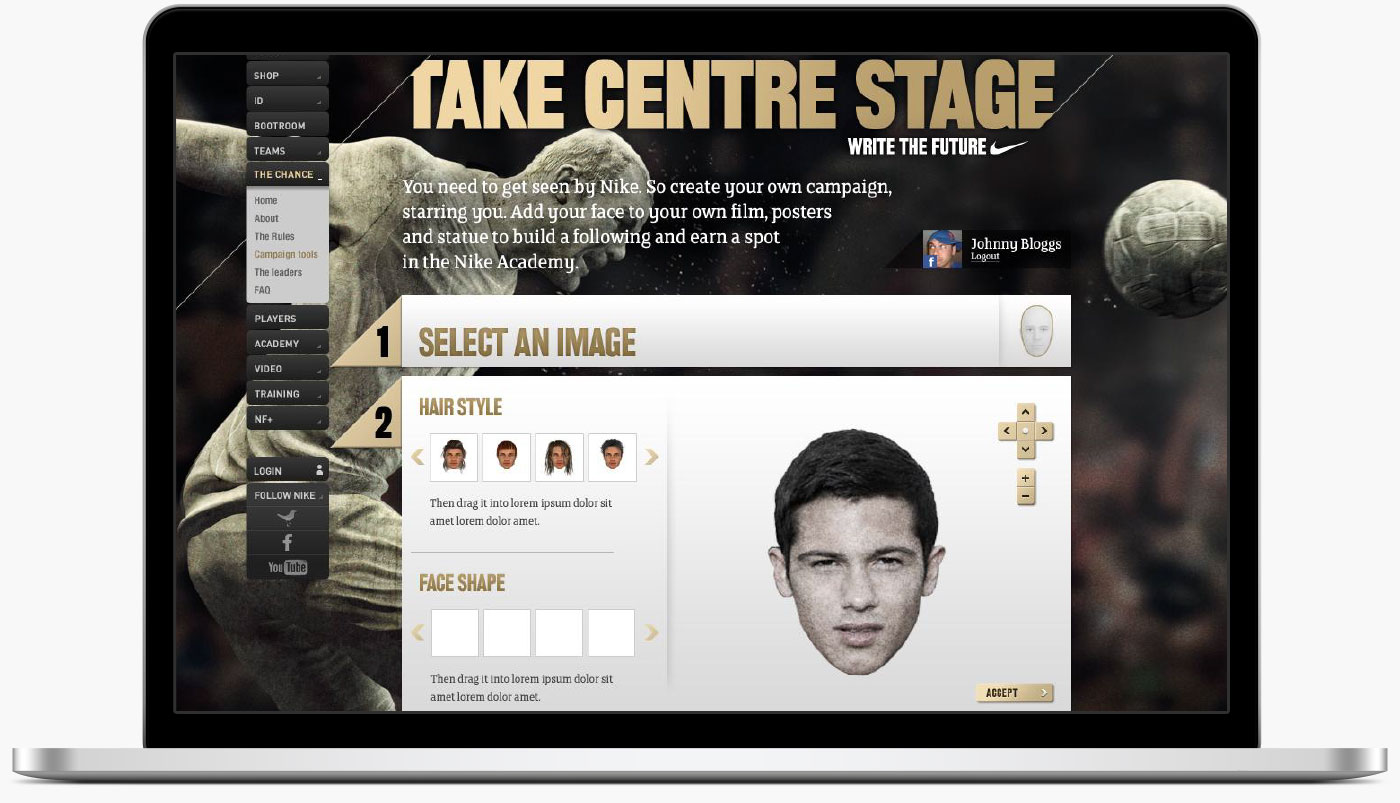 TAKE CENTRE STAGE
WRITE THE FUTURE
You need to get seen by Nike. So create your own campaign,
starring you. Add your face to your own film, posters
and statue to build a following and earn a spot
in the Nike Academy.
Johnny Bloggs
Logout
SHOP
ID
BOOTROOM
TEAMS
THE CHANCE
Home
About
The Rules
Campaign tools
The leaders
FAQ
PLAYERS
ACADEMY
VIDEO
TRAINING
NF+
LOGIN
FOLLOW NIKE
f
YouTube
1
SELECT AN IMAGE
2
HAIR STYLE
Then drag it into lorem ipsum dolor sit
amet lorem dolor amet.
FACE SHAPE
Then drag it into lorem ipsum dolor sit
amet lorem dolor amet.
+
−
ACCEPT